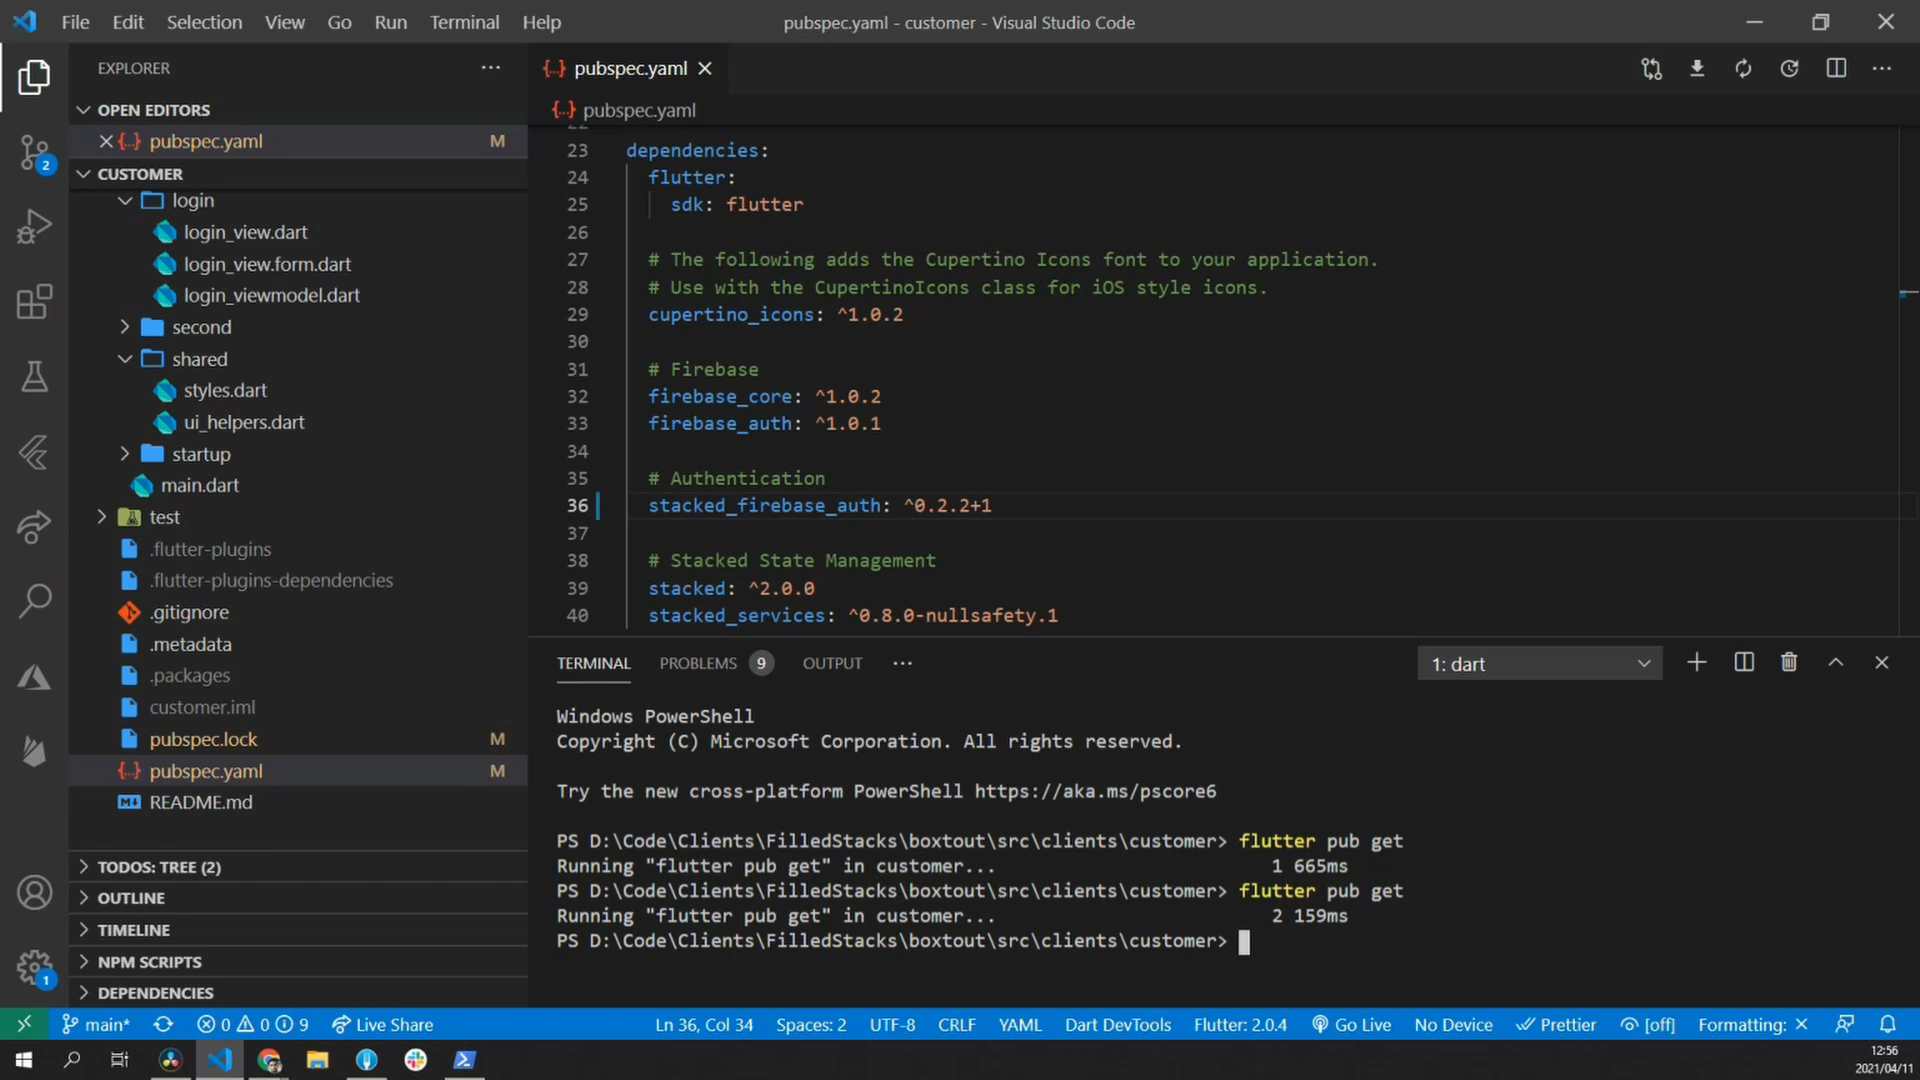 File Edit Selection View Go Run Terminal Help
pubspec.yaml - customer - Visual Studio Code
EXPLORER
OPEN EDITORS
pubspec.yaml M
CUSTOMER
login
login_view.dart
login_view.form.dart
login_viewmodel.dart
second
shared
styles.dart
ui_helpers.dart
startup
main.dart
test
.flutter-plugins
.flutter-plugins-dependencies
.gitignore
.metadata
.packages
customer.iml
pubspec.lock M
pubspec.yaml M
README.md
TODOS: TREE (2)
OUTLINE
TIMELINE
NPM SCRIPTS
DEPENDENCIES
2
1
pubspec.yaml
pubspec.yaml
22
23 dependencies:
24 flutter:
25 sdk: flutter
26
27 # The following adds the Cupertino Icons font to your application.
28 # Use with the CupertinoIcons class for iOS style icons.
29 cupertino_icons: ^1.0.2
30
31 # Firebase
32 firebase_core: ^1.0.2
33 firebase_auth: ^1.0.1
34
35 # Authentication
36 stacked_firebase_auth: ^0.2.2+1
37
38 # Stacked State Management
39 stacked: ^2.0.0
40 stacked_services: ^0.8.0-nullsafety.1
TERMINAL PROBLEMS 9 OUTPUT
1: dart
Windows PowerShell
Copyright (C) Microsoft Corporation. All rights reserved.
Try the new cross-platform PowerShell https://aka.ms/pscore6
PS D:\Code\Clients\FilledStacks\boxtout\src\clients\customer> flutter pub get
Running "flutter pub get" in customer... 1 665ms
PS D:\Code\Clients\FilledStacks\boxtout\src\clients\customer> flutter pub get
Running "flutter pub get" in customer... 2 159ms
PS D:\Code\Clients\FilledStacks\boxtout\src\clients\customer>
main* 0 0 9 Live Share Ln 36, Col 34 Spaces: 2 UTF-8 CRLF YAML Dart DevTools Flutter: 2.0.4 Go Live No Device Prettier [off] Formatting: ×
12:56
2021/04/11